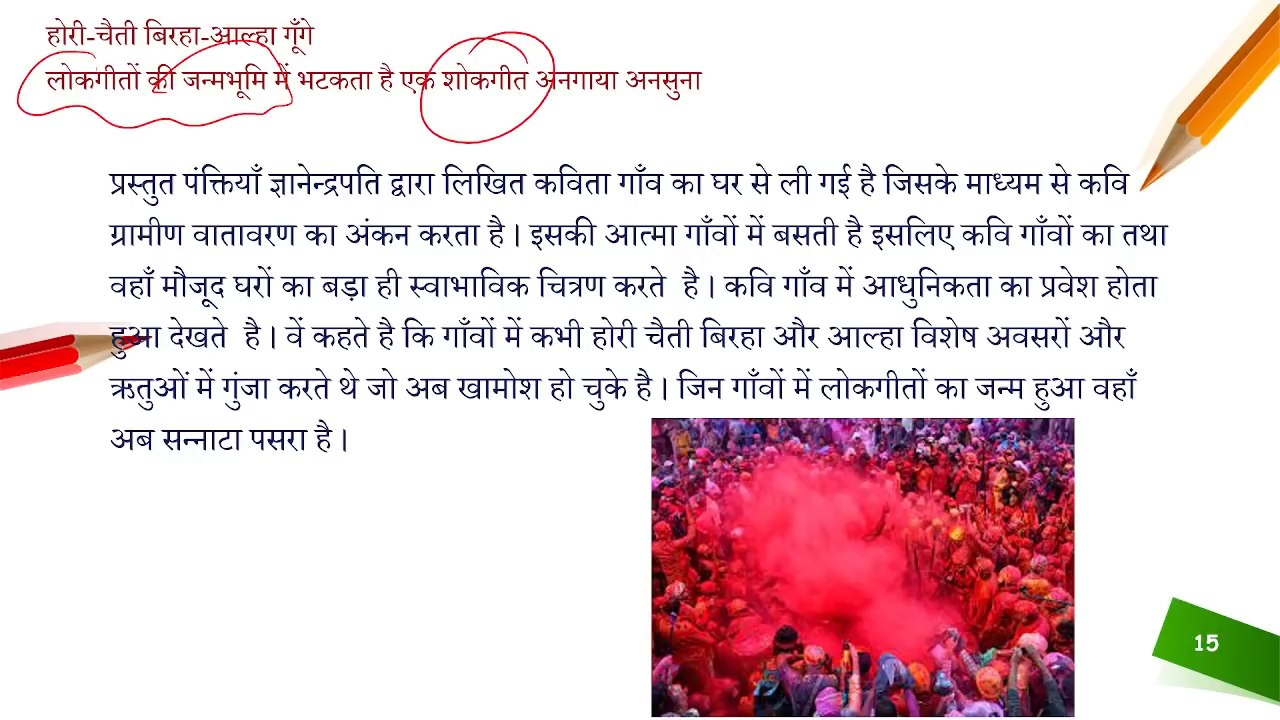 होरी-चैती बिरहा-आल्हा गूँगे
लोकगीतों की जन्मभूमि में भटकता है एक शोकगीत अनगाया अनसुना
प्रस्तुत पंक्तियाँ ज्ञानेन्द्रपति द्वारा लिखित कविता गाँव का घर से ली गई है जिसके माध्यम से कवि
ग्रामीण वातावरण का अंकन करता है। इसकी आत्मा गाँवों में बसती है इसलिए कवि गाँवों का तथा
वहाँ मौजूद घरों का बड़ा ही स्वाभाविक चित्रण करते है। कवि गाँव में आधुनिकता का प्रवेश होता
हुआ देखते है। वें कहते है कि गाँवों में कभी होरी चैती बिरहा और आल्हा विशेष अवसरों और
ऋतुओं में गुंजा करते थे जो अब खामोश हो चुके है। जिन गाँवों में लोकगीतों का जन्म हुआ वहाँ
अब सन्नाटा पसरा है।
15